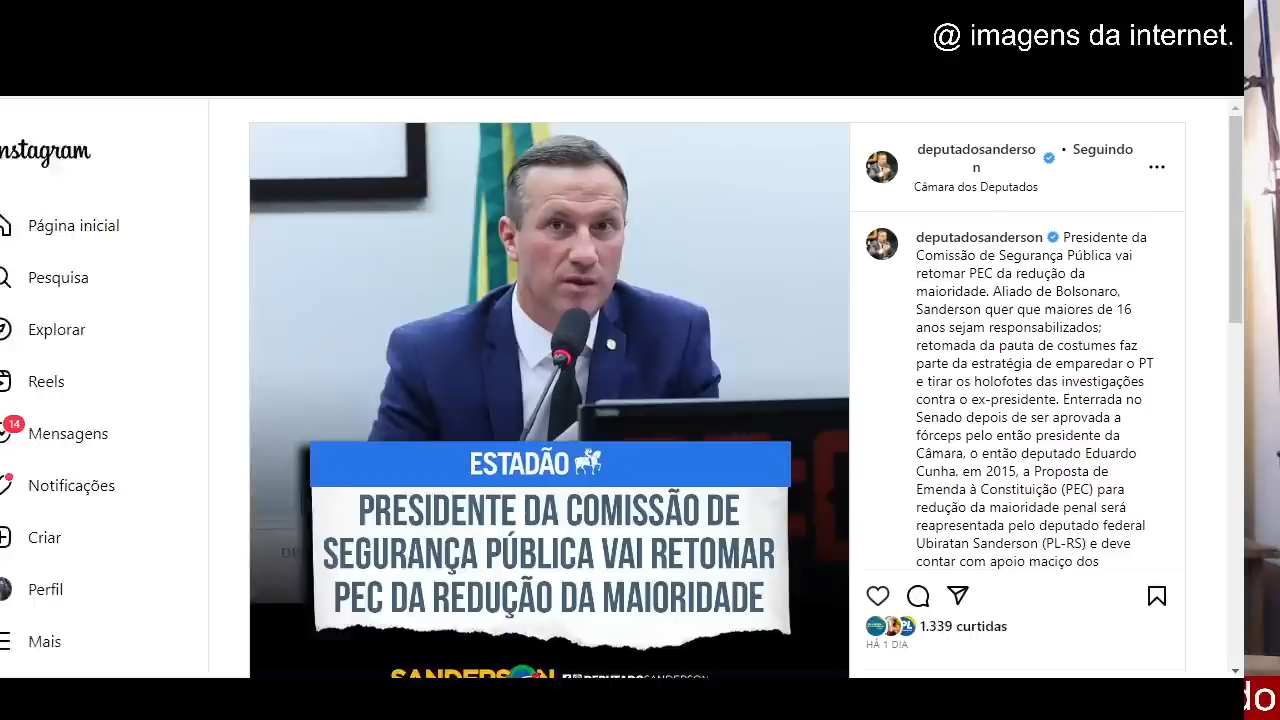 @ imagens da internet.
nstagram
Página inicial
Pesquisa
Explorar
Reels
14
Mensagens
Notificações
Criar
Perfil
Mais
ESTADÃO
PRESIDENTE DA COMISSÃO DE
SEGURANÇA PÚBLICA VAI RETOMAR
PEC DA REDUÇÃO DA MAIORIDADE
deputadosanderso
n
• Seguindo
Câmara dos Deputados
deputadosanderson Presidente da
Comissão de Segurança Pública vai
retomar PEC da redução da
maioridade. Aliado de Bolsonaro,
Sanderson quer que maiores de 16
anos sejam responsabilizados;
retomada da pauta de costumes faz
parte da estratégia de emparedar o PT
e tirar os holofotes das investigações
contra o ex-presidente. Enterrada no
Senado depois de ser aprovada a
fórceps pelo então presidente da
Câmara, o então deputado Eduardo
Cunha, em 2015, a Proposta de
Emenda à Constituição (PEC) para
redução da maioridade penal será
reapresentada pelo deputado federal
Ubiratan Sanderson (PL-RS) e deve
contar com apoio maciço dos
PL
1.339 curtidas
HÁ 1 DIA
do